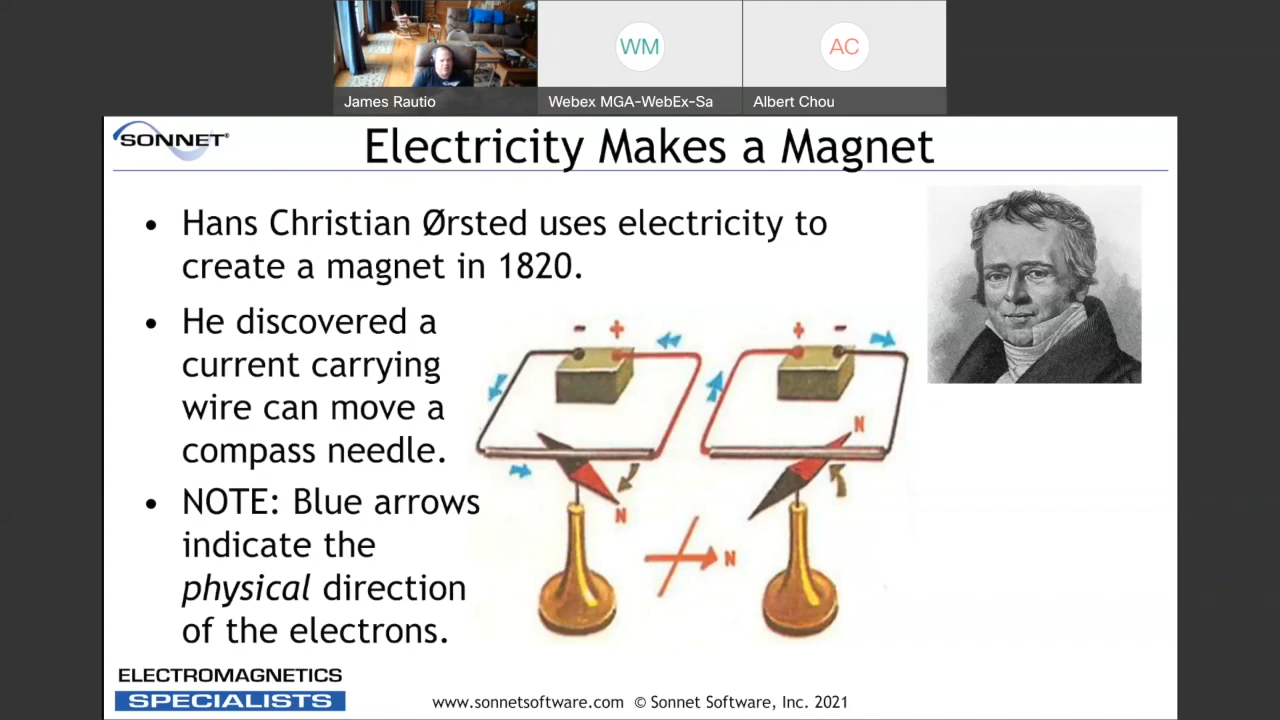 WM
AC
James Rautio
Webex MGA-WebEx-Sa
Albert Chou
SONNET®
Electricity Makes a Magnet
• Hans Christian Ørsted uses electricity to
create a magnet in 1820.
• He discovered a
current carrying
wire can move a
compass needle.
• NOTE: Blue arrows
indicate the
physical direction
of the electrons.
- +
+ -
N
N
N
ELECTROMAGNETICS
SPECIALISTS
www.sonnetsoftware.com © Sonnet Software, Inc. 2021